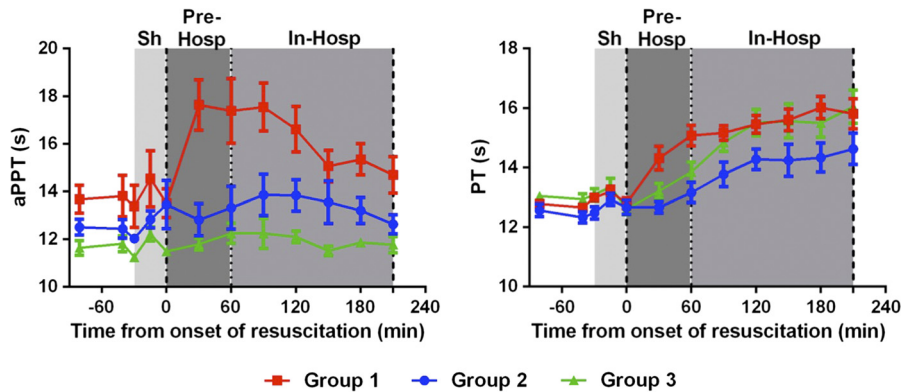 Pre-
Sh Hosp In-Hosp
20
18
16
14
12
10
aPPT (s)
-60 0 60 120 180 240
Time from onset of resuscitation (min)
Pre-
Sh Hosp In-Hosp
20
18
16
14
12
10
PT (s)
-60 0 60 120 180 240
Time from onset of resuscitation (min)
Group 1 Group 2 Group 3